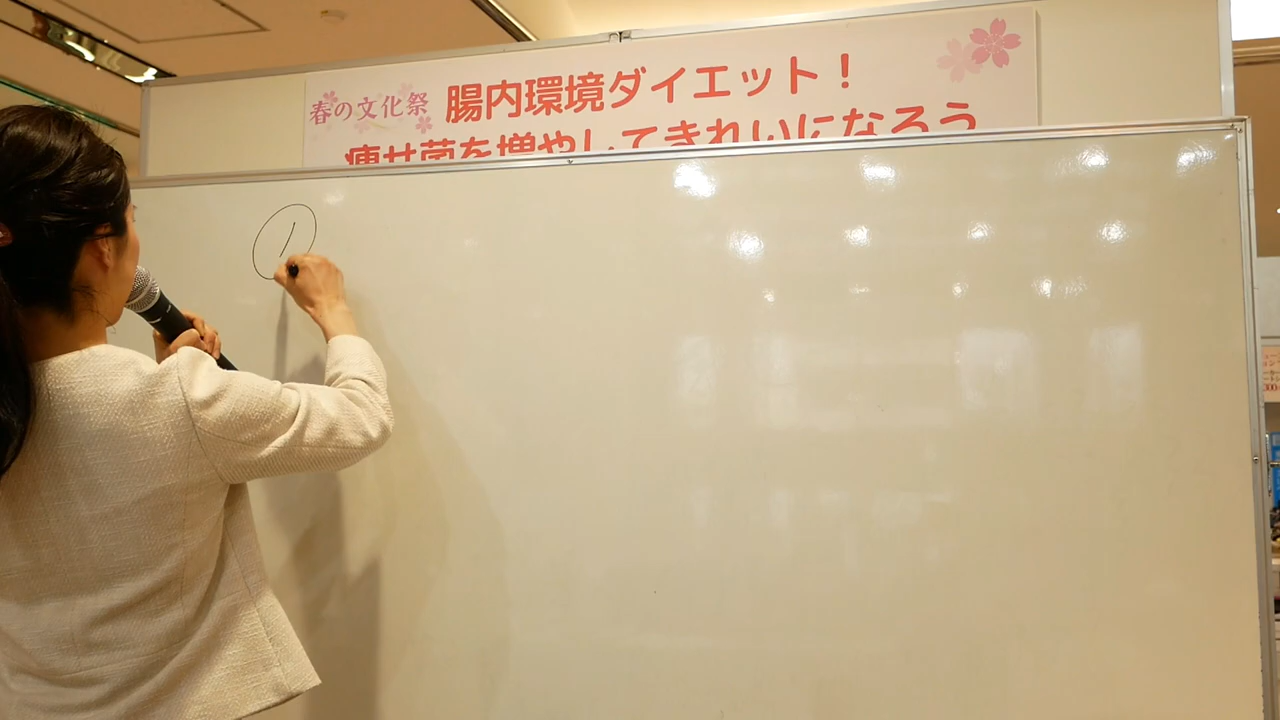 春の文化祭
腸内環境ダイエット！
痩せ菌を増やしてきれいになろう
①